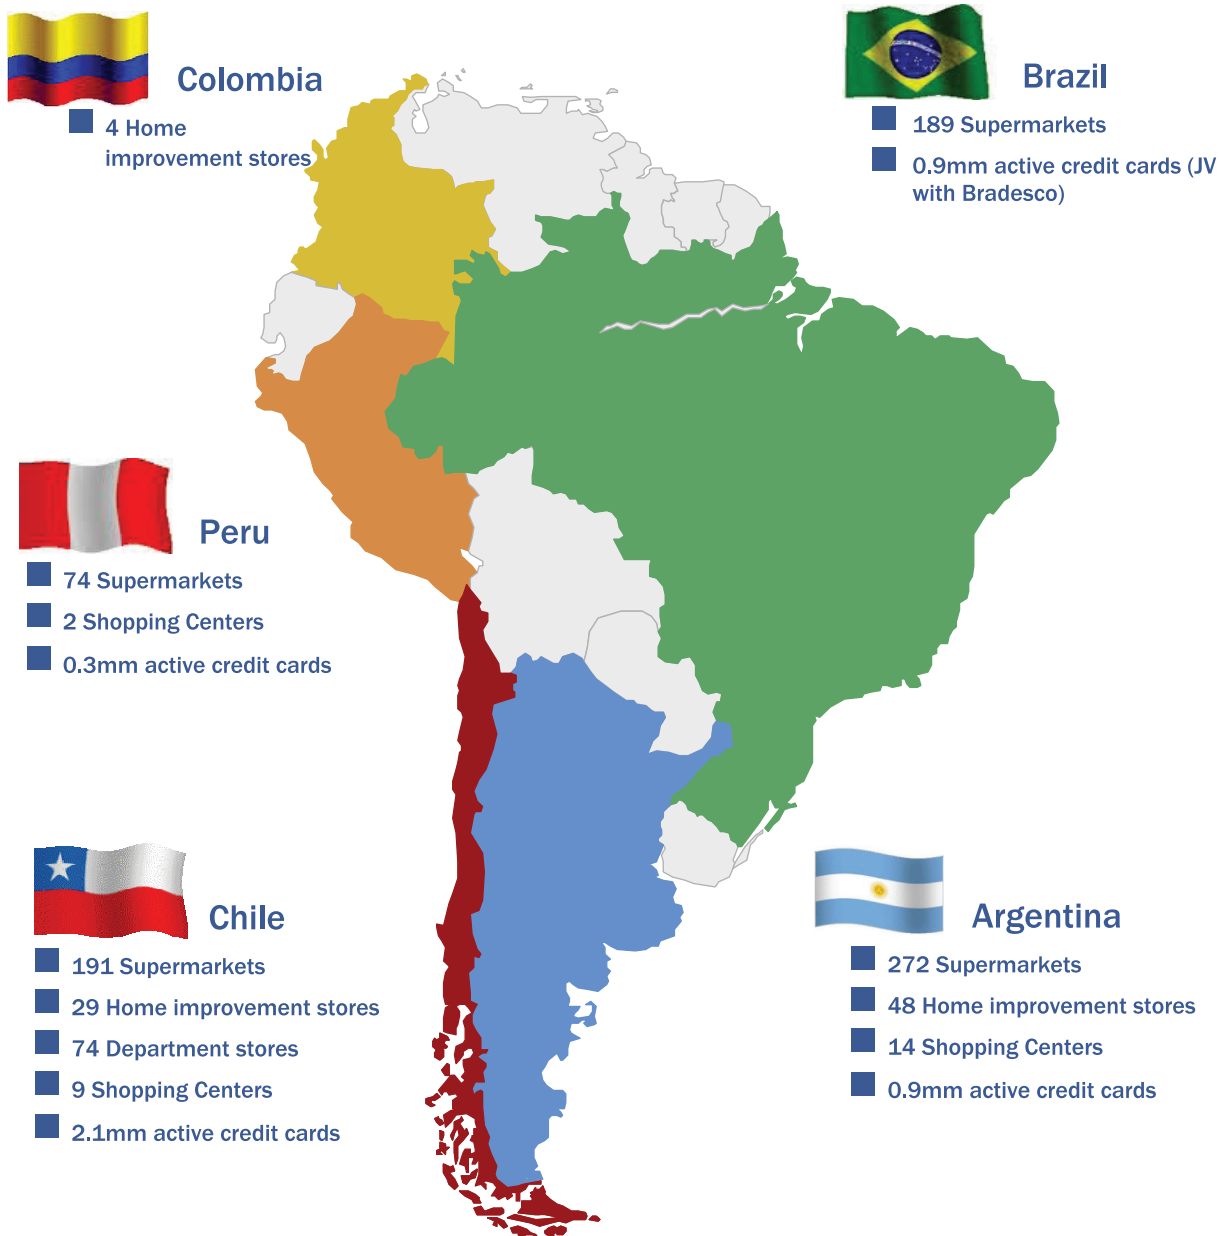 Colombia
4 Home
improvement stores
Brazil
189 Supermarkets
0.9mm active credit cards (JV
with Bradesco)
Peru
74 Supermarkets
2 Shopping Centers
0.3mm active credit cards
Chile
191 Supermarkets
29 Home improvement stores
74 Department stores
9 Shopping Centers
2.1mm active credit cards
Argentina
272 Supermarkets
48 Home improvement stores
14 Shopping Centers
0.9mm active credit cards